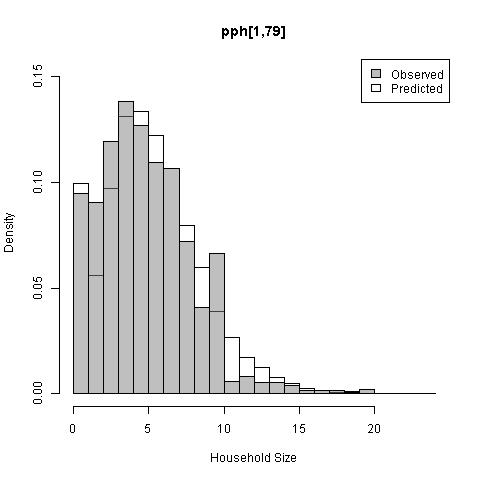 pph[1,79]
Observed
Predicted
Density
0.15
0.10
0.05
0.00
0 5 10 15 20
Household Size